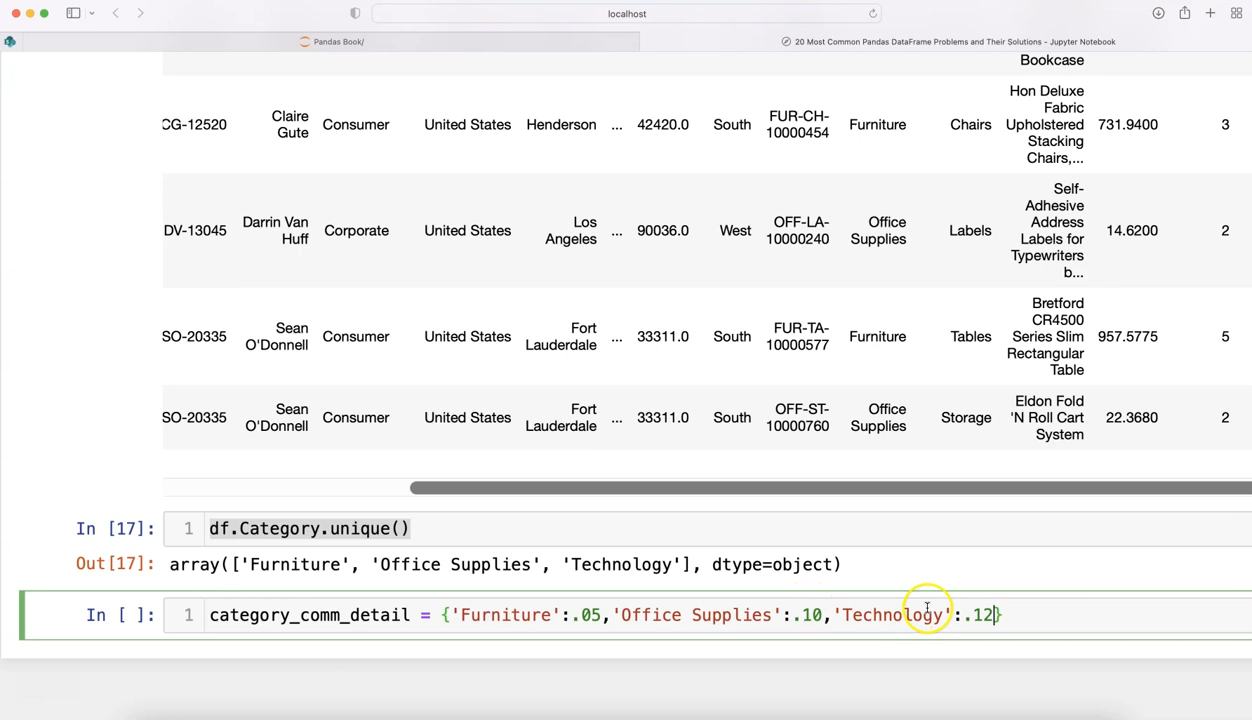 localhost
Pandas Book/
20 Most Common Pandas DataFrame Problems and Their Solutions - Jupyter Notebook
Bookcase
CG-12520 Claire Gute Consumer United States Henderson ... 42420.0 South FUR-CH-10000454 Furniture Chairs Hon Deluxe Fabric Upholstered Stacking Chairs,... 731.9400 3
DV-13045 Darrin Van Huff Corporate United States Los Angeles ... 90036.0 West OFF-LA-10000240 Office Supplies Labels Self-Adhesive Address Labels for Typewriters b... 14.6200 2
SO-20335 Sean O'Donnell Consumer United States Fort Lauderdale ... 33311.0 South FUR-TA-10000577 Furniture Tables Bretford CR4500 Series Slim Rectangular Table 957.5775 5
SO-20335 Sean O'Donnell Consumer United States Fort Lauderdale ... 33311.0 South OFF-ST-10000760 Office Supplies Storage Eldon Fold 'N Roll Cart System 22.3680 2
In [17]: 1 df.Category.unique()
Out[17]: array(['Furniture', 'Office Supplies', 'Technology'], dtype=object)
In [ ]: 1 category_comm_detail = {'Furniture':.05,'Office Supplies':.10,'Technology':.12}